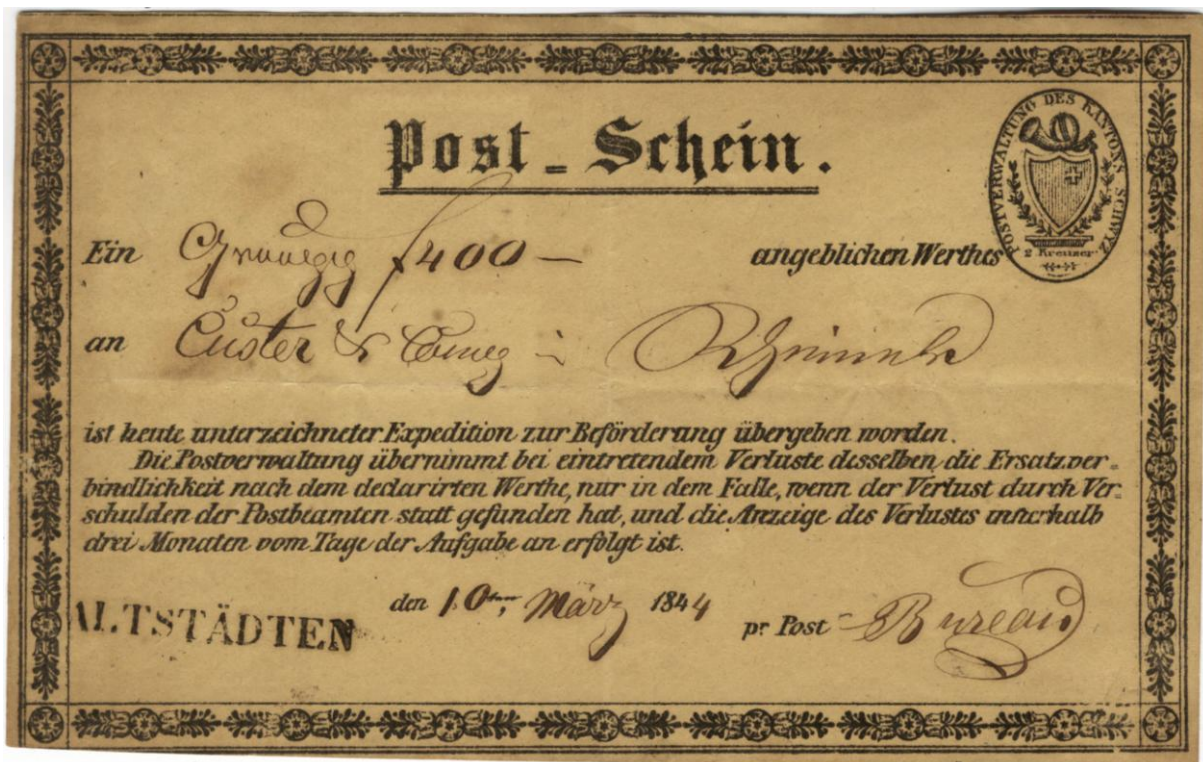 Post - Schein.
POSTVERWALTUNG DES KANTONS SCHWYZ
2 Kreuzer.
Ein f 400 — angeblichen Werthes
an Custer & Comp in Rheineck
ist heute unterzeichneter Expedition zur Beförderung übergeben worden.
Die Postverwaltung übernimmt bei eintretendem Verluste desselben, die Ersatzver-
bindlichkeit nach dem declarirten Werthe, nur in dem Falle, wenn der Verlust durch Ver-
schulden der Postbeamten statt gefunden hat, und die Anzeige des Verlustes innerhalb
drei Monaten vom Tage der Aufgabe an erfolgt ist.
ALTSTÄDTEN den 10ten März 1844 pr Post - Bureau